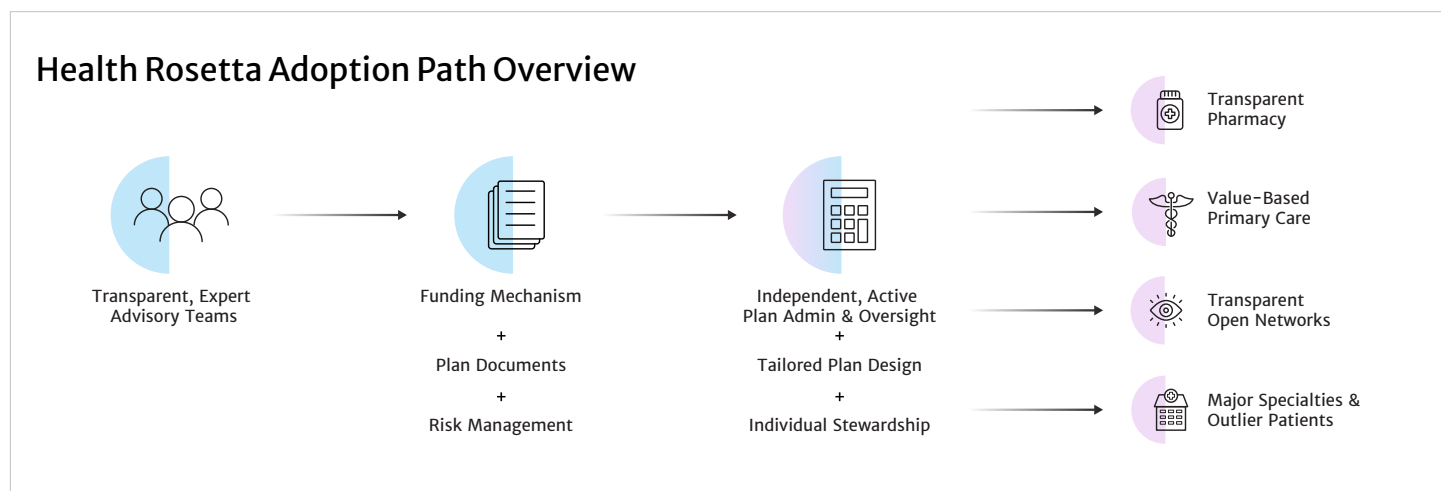 Health Rosetta Adoption Path Overview
Transparent, Expert
Advisory Teams
Funding Mechanism
+
Plan Documents
+
Risk Management
Independent, Active
Plan Admin & Oversight
+
Tailored Plan Design
+
Individual Stewardship
Transparent
Pharmacy
Value-Based
Primary Care
Transparent
Open Networks
Major Specialties &
Outlier Patients